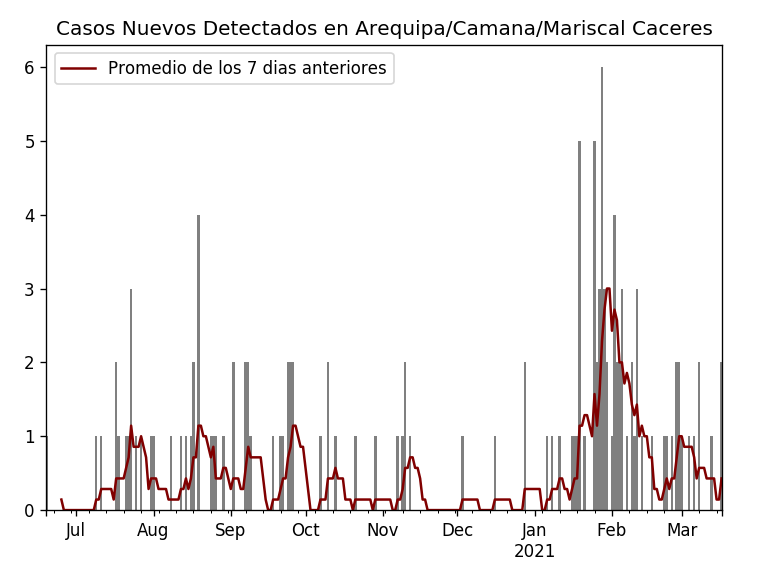 Casos Nuevos Detectados en Arequipa/Camana/Mariscal Caceres
Promedio de los 7 dias anteriores
6
5
4
3
2
1
0
Jul Aug Sep Oct Nov Dec Jan Feb Mar
2021